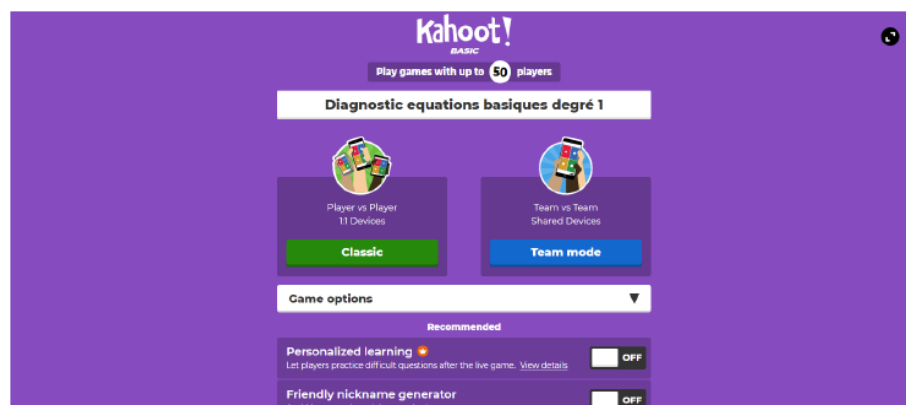 Kahoot!
BASIC
Play games with up to 50 players
Diagnostic equations basiques degré 1
Player vs Player
1:1 Devices
Classic
Team vs Team
Shared Devices
Team mode
Game options
Recommended
Personalized learning
Let players practice difficult questions after the live game. View details
OFF
Friendly nickname generator
OFF